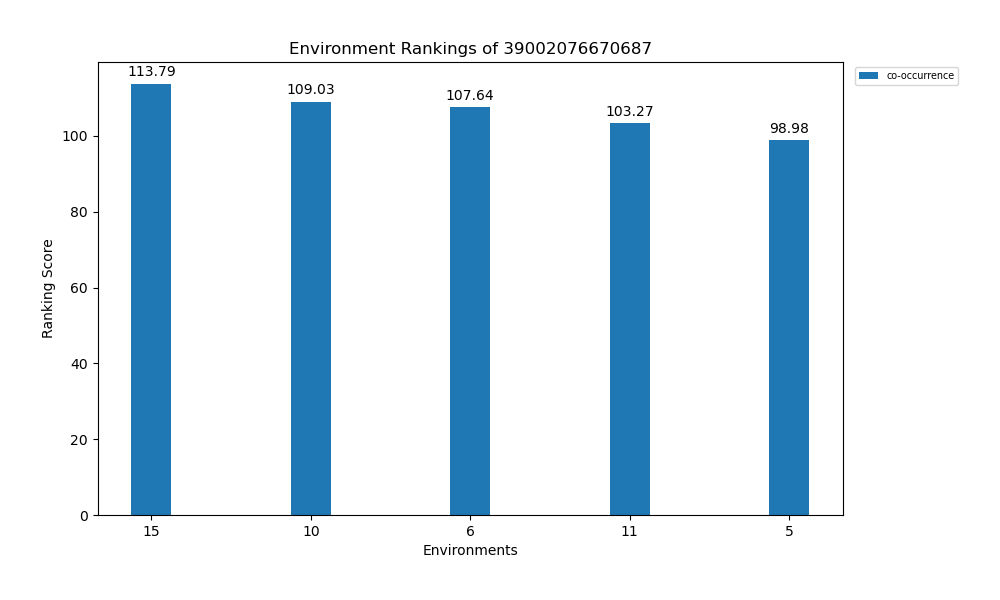 Environment Rankings of 39002076670687
co-occurrence
113.79
109.03
107.64
103.27
98.98
Ranking Score
100
80
60
40
20
0
15 10 6 11 5
Environments